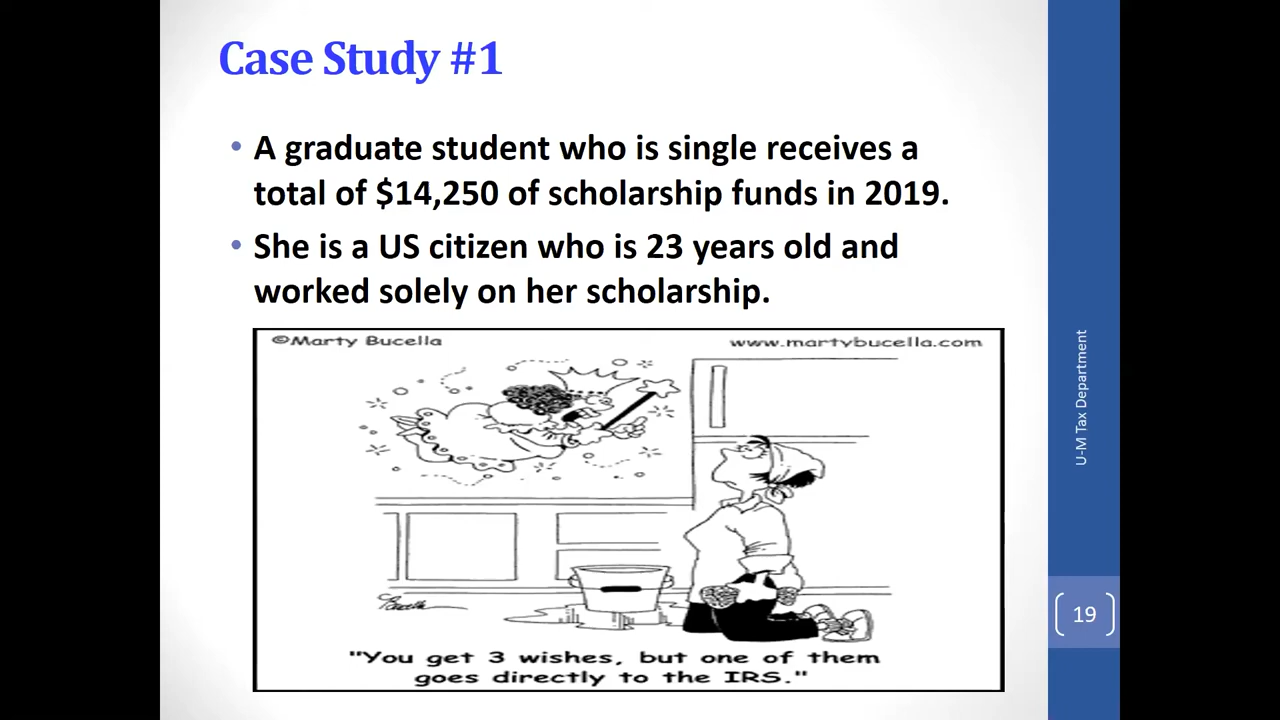 Case Study #1
• A graduate student who is single receives a
total of $14,250 of scholarship funds in 2019.
• She is a US citizen who is 23 years old and
worked solely on her scholarship.
©Marty Bucella
www.martybucella.com
Bucella
"You get 3 wishes, but one of them
goes directly to the IRS."
U-M Tax Department
19